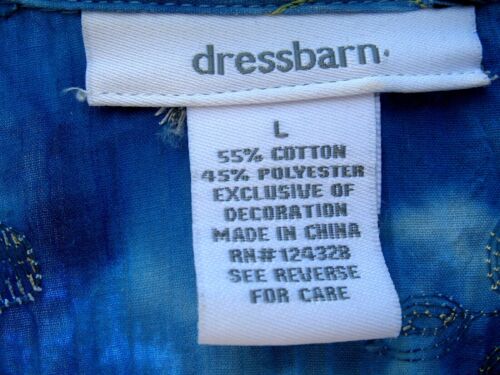 dressbarn.
L
55% COTTON
45% POLYESTER
EXCLUSIVE OF
DECORATION
MADE IN CHINA
RN#124328
SEE REVERSE
FOR CARE